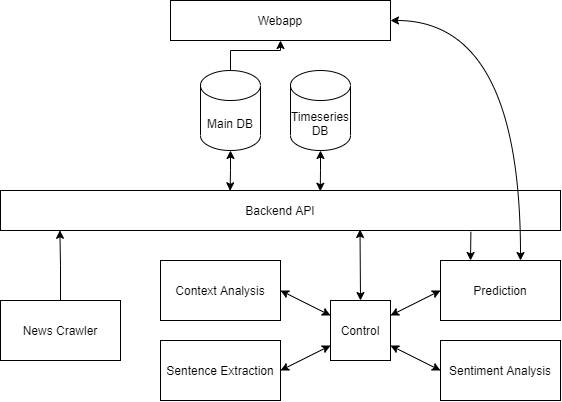 Webapp
Main DB
Timeseries
DB
Backend API
Context Analysis
Prediction
News Crawler
Control
Sentence Extraction
Sentiment Analysis